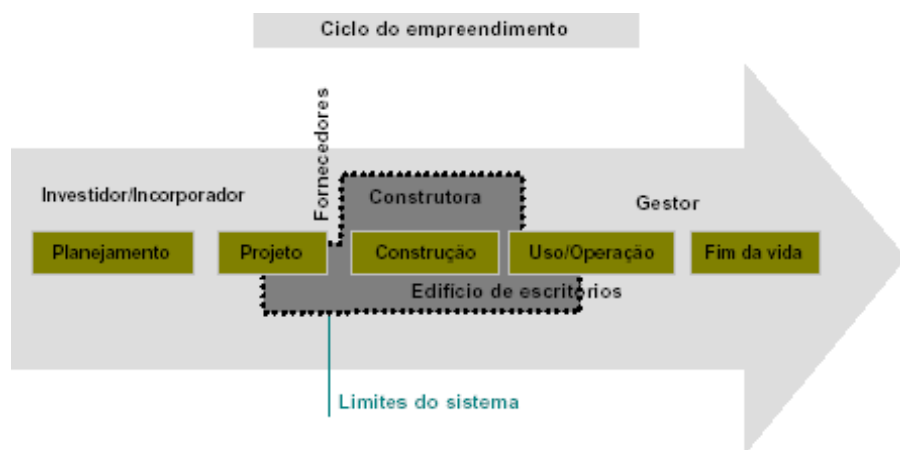 Ciclo do empreendimento
Fornecedores
Investidor/Incorporador
Construtora
Gestor
Planejamento
Projeto
Construção
Uso/Operação
Fim da vida
Edifício de escritórios
Limites do sistema